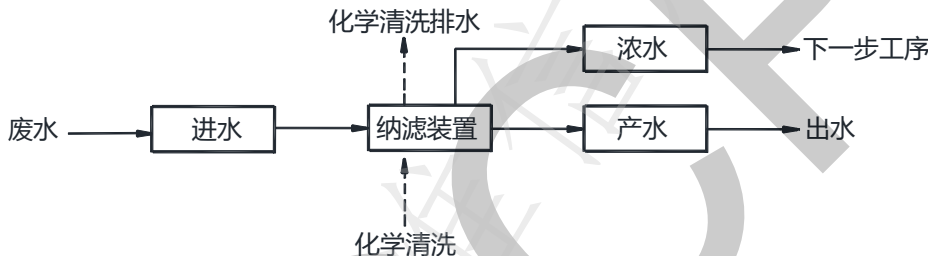 化学清洗排水
浓水
下一步工序
废水
进水
纳滤装置
产水
出水
化学清洗